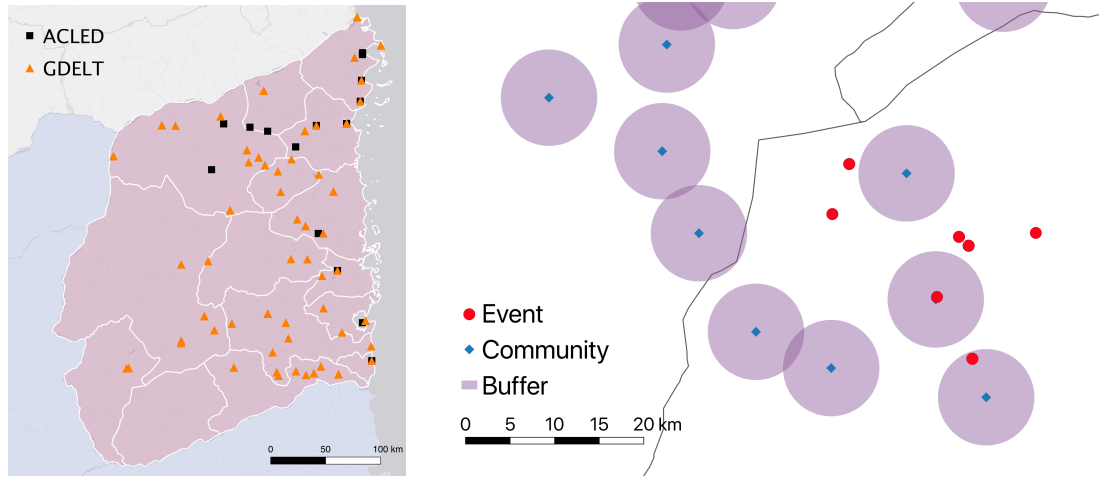 ACLED
GDELT
0 50 100 km
Event
Community
Buffer
0 5 10 15 20 km